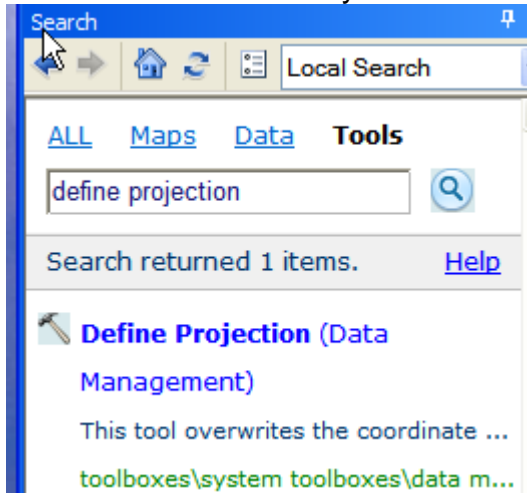 Search
Local Search
ALL Maps Data Tools
define projection
Search returned 1 items. Help
Define Projection (Data
Management)
This tool overwrites the coordinate ...
toolboxes\system toolboxes\data m...